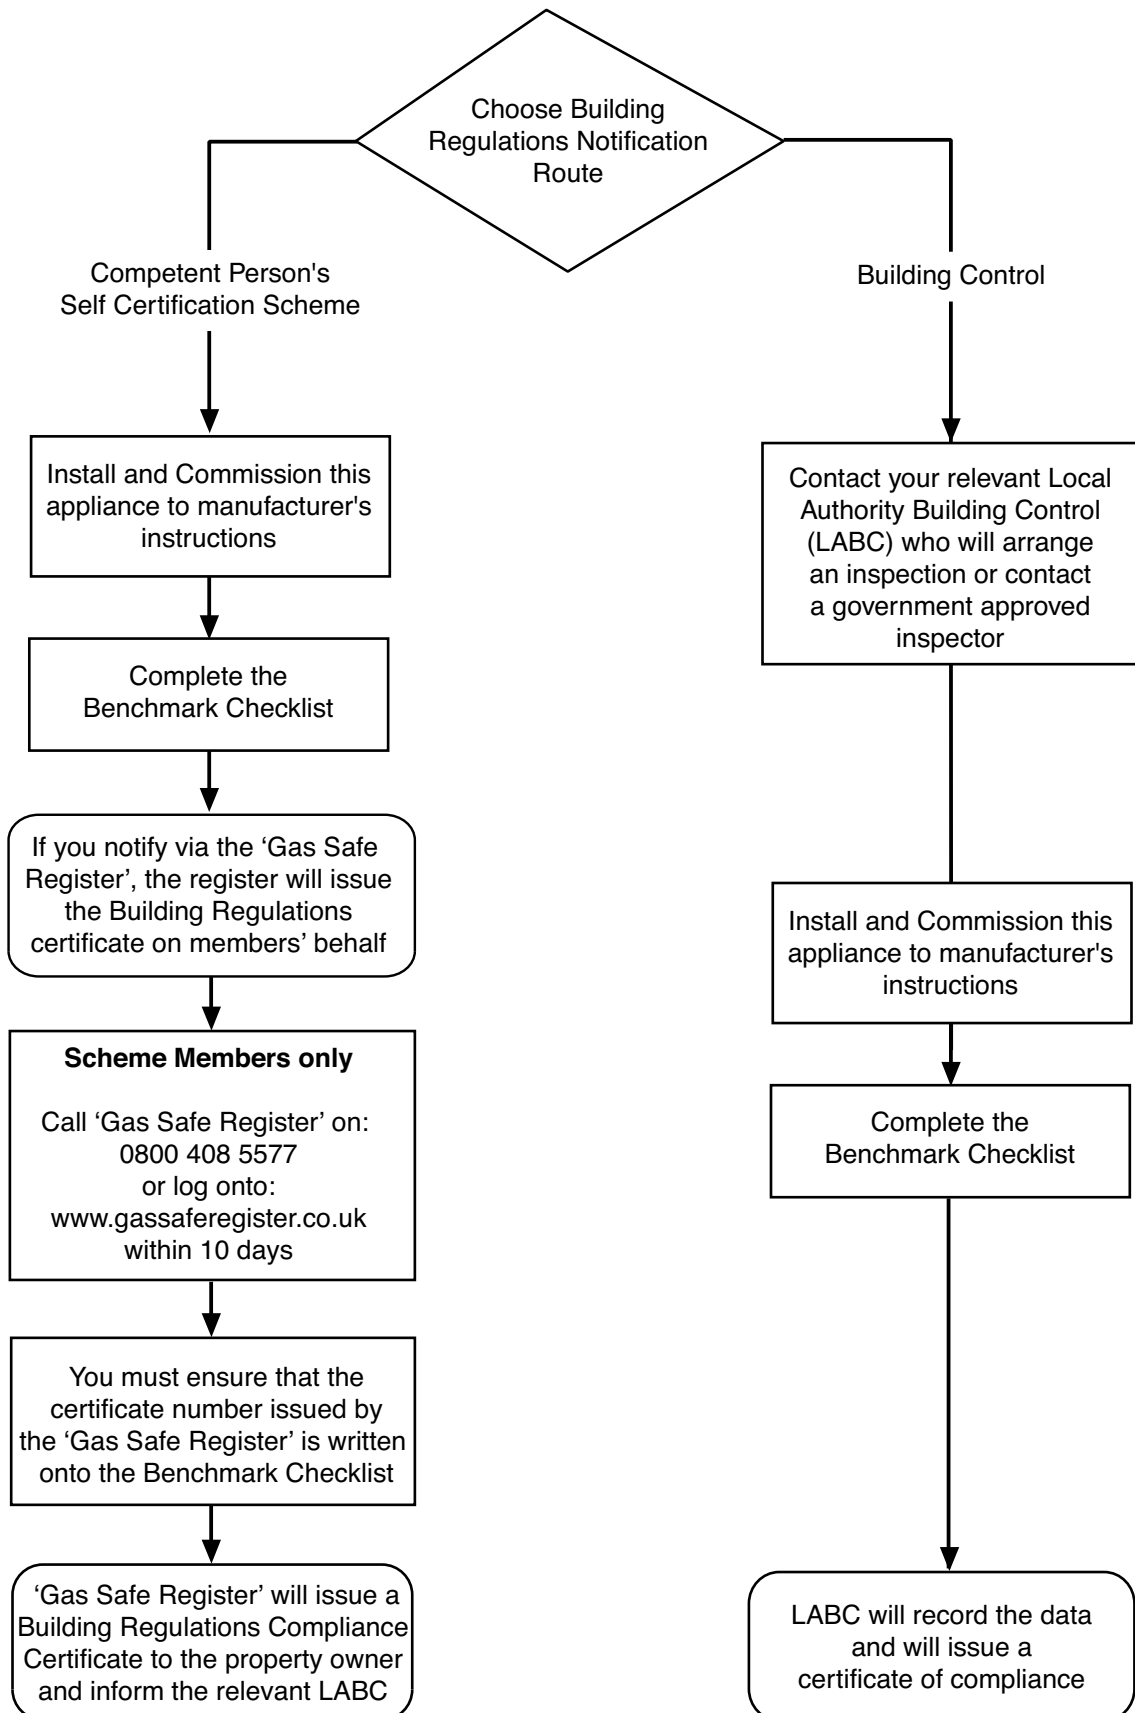 Choose Building
Regulations Notification
Route
Competent Person's
Self Certification Scheme
Building Control
Install and Commission this
appliance to manufacturer's
instructions
Complete the
Benchmark Checklist
If you notify via the ‘Gas Safe
Register’, the register will issue
the Building Regulations
certificate on members’ behalf
Scheme Members only
Call ‘Gas Safe Register’ on:
0800 408 5577
or log onto:
www.gassaferegister.co.uk
within 10 days
You must ensure that the
certificate number issued by
the ‘Gas Safe Register’ is written
onto the Benchmark Checklist
‘Gas Safe Register’ will issue a
Building Regulations Compliance
Certificate to the property owner
and inform the relevant LABC
Contact your relevant Local
Authority Building Control
(LABC) who will arrange
an inspection or contact
a government approved
inspector
Install and Commission this
appliance to manufacturer's
instructions
Complete the
Benchmark Checklist
LABC will record the data
and will issue a
certificate of compliance